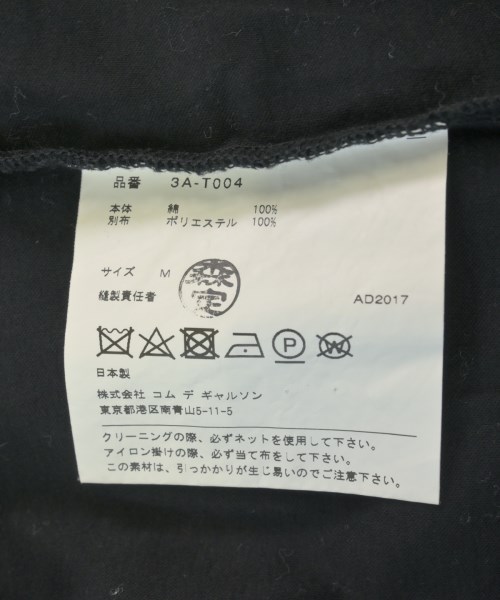 品番 3A-T004
本体 綿 100%
別布 ポリエステル 100%
サイズ M
森定
縫製責任者 AD2017
P W
日本製
株式会社 コム デ ギャルソン
東京都港区南青山5-11-5
クリーニングの際、必ずネットを使用して下さい。
アイロン掛けの際、必ず当て布をして下さい。
この素材は、引っかかりが生じ易いのでご注意下さい。